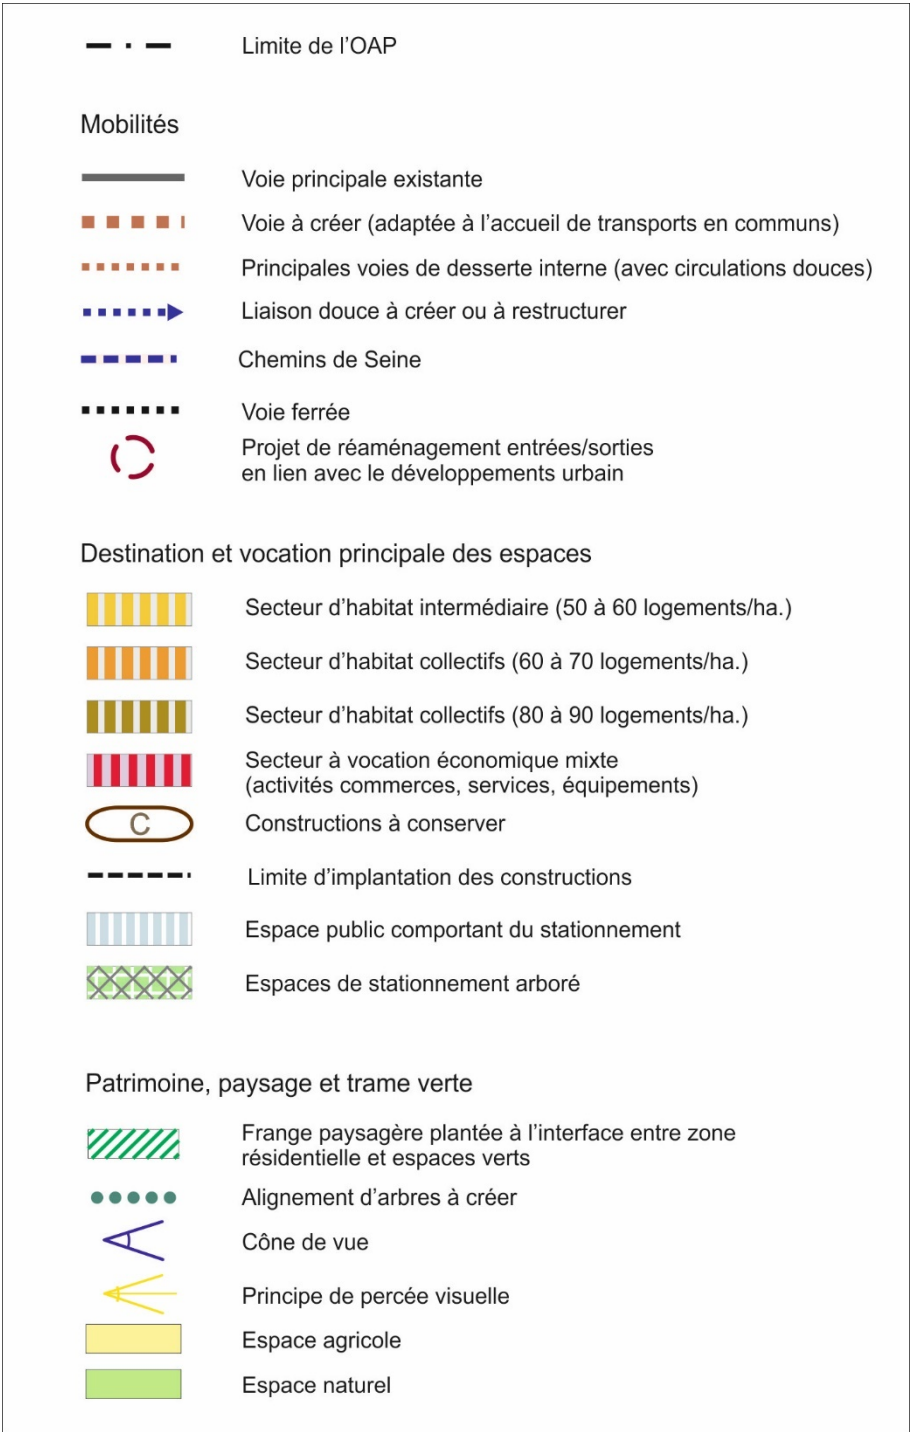 Limite de l’OAP
Mobilités
Voie principale existante
Voie à créer (adaptée à l’accueil de transports en communs)
Principales voies de desserte interne (avec circulations douces)
Liaison douce à créer ou à restructurer
Chemins de Seine
Voie ferrée
Projet de réaménagement entrées/sorties
en lien avec le développements urbain
Destination et vocation principale des espaces
Secteur d’habitat intermédiaire (50 à 60 logements/ha.)
Secteur d’habitat collectifs (60 à 70 logements/ha.)
Secteur d’habitat collectifs (80 à 90 logements/ha.)
Secteur à vocation économique mixte
(activités commerces, services, équipements)
C Constructions à conserver
Limite d’implantation des constructions
Espace public comportant du stationnement
Espaces de stationnement arboré
Patrimoine, paysage et trame verte
Frange paysagère plantée à l’interface entre zone
résidentielle et espaces verts
Alignement d’arbres à créer
Cône de vue
Principe de percée visuelle
Espace agricole
Espace naturel